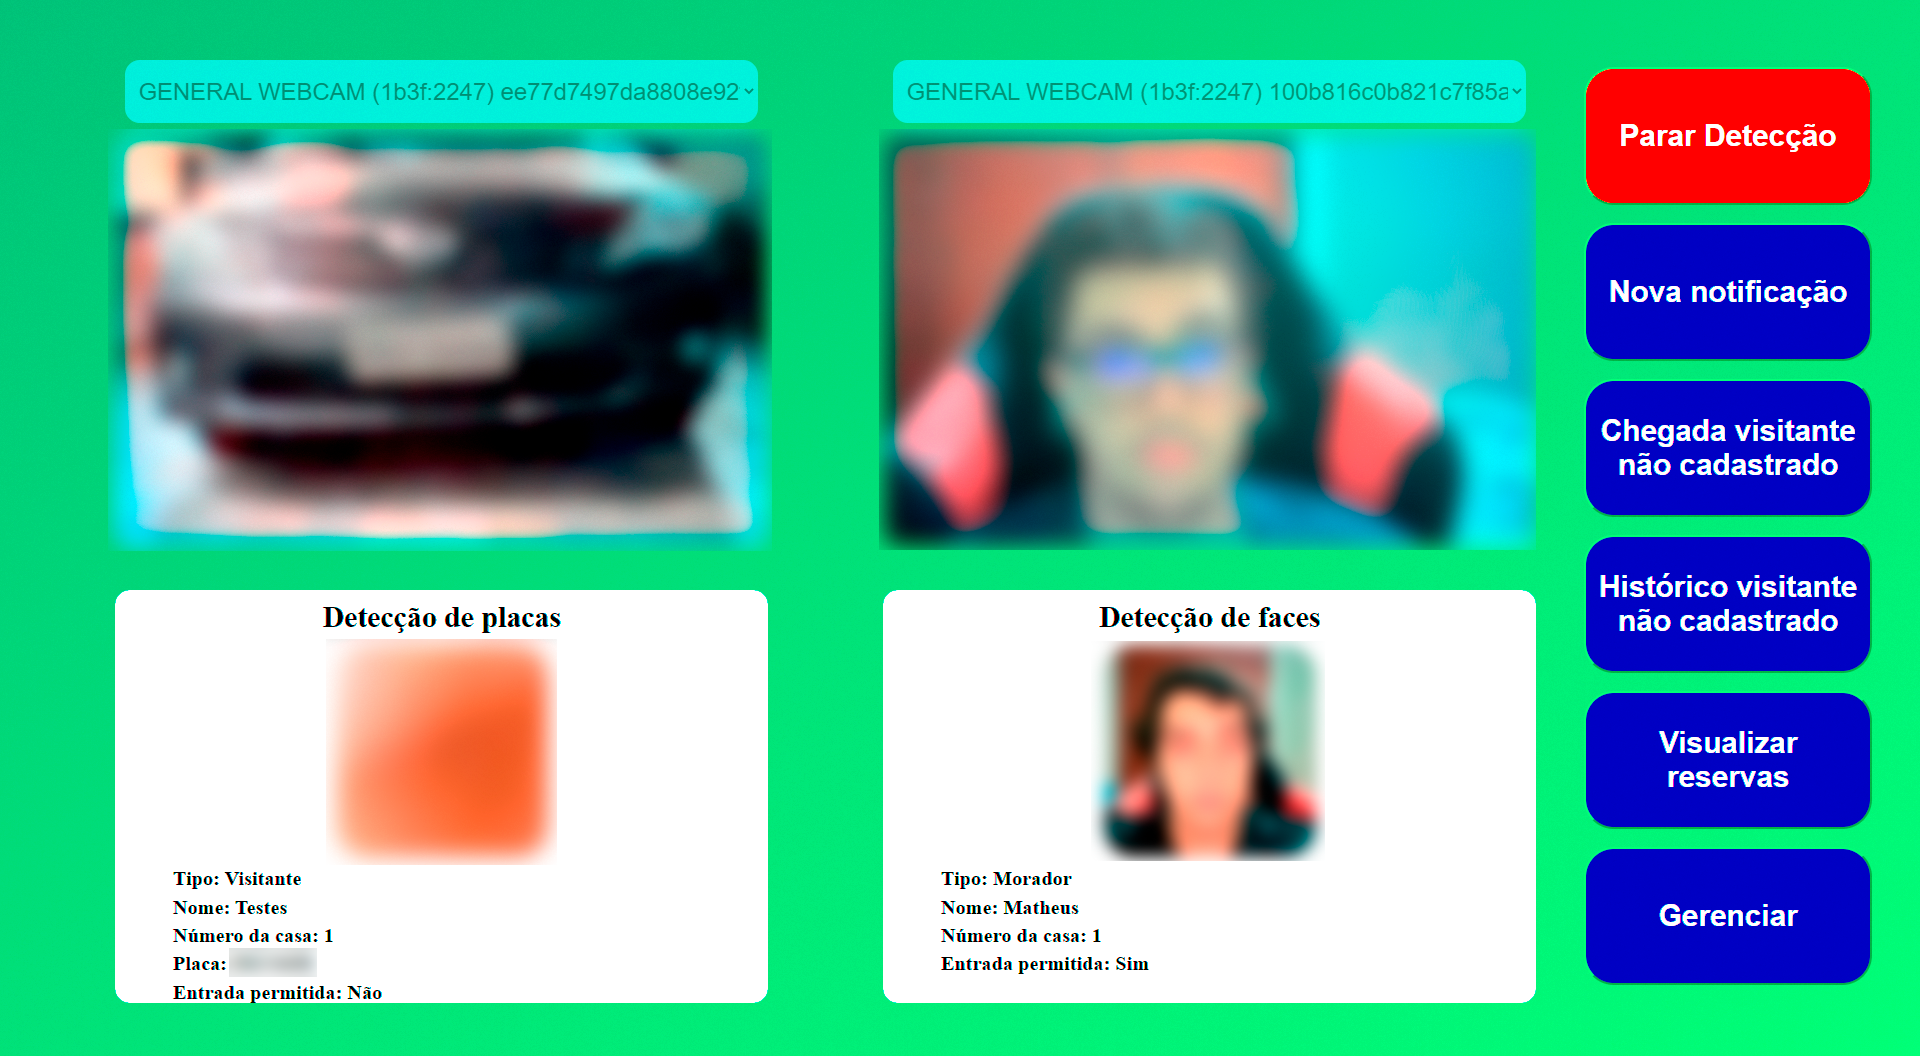 GENERAL WEBCAM (1b3f:2247) ee77d7497da8808e92
GENERAL WEBCAM (1b3f:2247) 100b816c0b821c7f85a
Detecção de placas
Tipo: Visitante
Nome: Testes
Número da casa: 1
Placa:
Entrada permitida: Não
Detecção de faces
Tipo: Morador
Nome: Matheus
Número da casa: 1
Entrada permitida: Sim
Parar Detecção
Nova notificação
Chegada visitante
não cadastrado
Histórico visitante
não cadastrado
Visualizar
reservas
Gerenciar